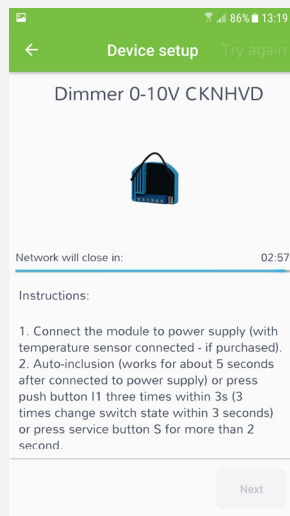 86% 13:19
Device setup Try again
Dimmer 0-10V CKNHVD
Network will close in: 02:57
Instructions:
1. Connect the module to power supply (with
temperature sensor connected - if purchased).
2. Auto-inclusion (works for about 5 seconds
after connected to power supply) or press
push button I1 three times within 3s (3
times change switch state within 3 seconds)
or press service button S for more than 2
second.
Next